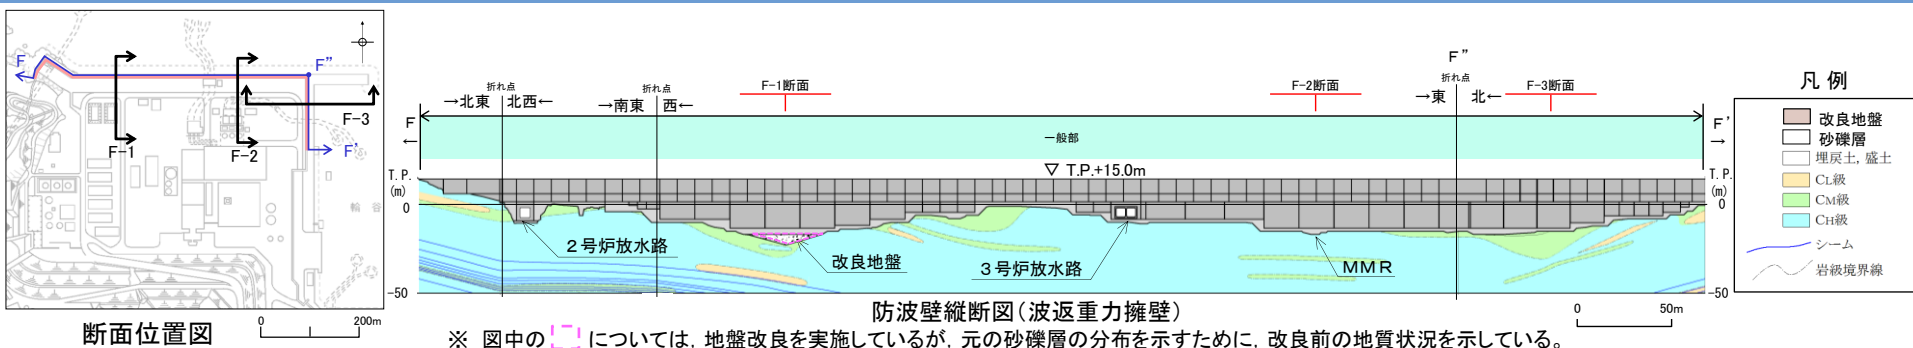 F
F"
F-3
F-1
F-2
F'
輪谷
断面位置図
0 200m
F"
折れ点 折れ点 F-1断面 F-2断面 折れ点 F-3断面
→北東 北西← →南東 西← →東 北←
F F'
← →
一般部
▽ T.P.+15.0m
T.P. T.P.
(m) (m)
0 0
2号炉放水路 改良地盤 3号炉放水路 MMR
-50 -50
防波壁縦断図(波返重力擁壁)
0 50m
※ 図中の については，地盤改良を実施しているが，元の砂礫層の分布を示すために，改良前の地質状況を示している。
凡例
改良地盤
砂礫層
埋戻土，盛土
CL級
CM級
CH級
シーム
岩級境界線